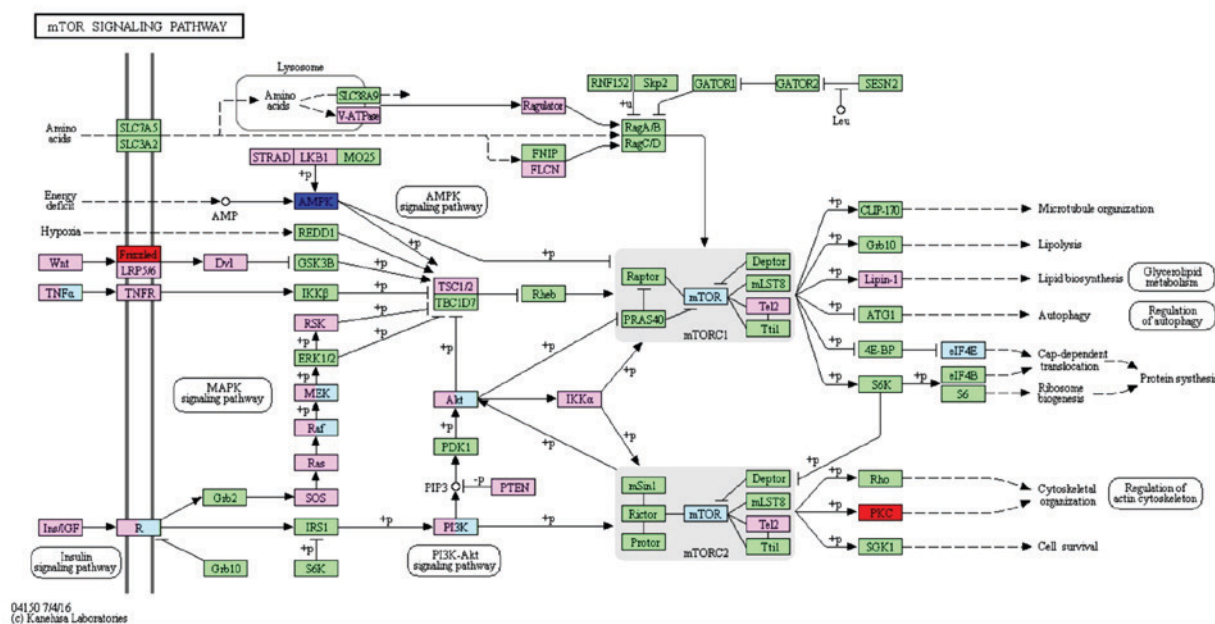 mTOR SIGNALING PATHWAY
Lysosome
Amino
acids
SLC38A9
V-ATPase
Ragulator
RNF152
Skp2
GATOR1
GATOR2
SESN2
+u
Leu
Amino
acids
SLC7A5
SLC3A2
RagA/B
RagC/D
FNIP
FLCN
STRAD
LKB1
MO25
+p
Energy
deficit
AMP
AMPK
AMPK
signaling pathway
Hypoxia
REDD1
+p
+p
Wnt
Frizzled
LRP5/6
Dvl
GSK3B
+p
TNFα
TNFR
IKKβ
+p
TSC1/2
TBC1D7
Rheb
Raptor
PRAS40
mTOR
Deptor
mLST8
Tel2
Tti1
mTORC1
+p
CLIP-170
Microtubule organization
+p
Grb10
Lipolysis
+p
Lipin-1
Lipid biosynthesis
Glycerolipid
metabolism
+p
ATG1
Autophagy
Regulation
of autophagy
+p
4E-BP
eIF4E
Cap-dependent
translocation
+p
S6K
+p
eIF4B
S6
Ribosome
biogenesis
Protein systhesis
RSK
+p
+p
ERK1/2
+p
+p
MEK
+p
Raf
Ras
SOS
Grb2
MAPK
signaling pathway
+p
Akt
+p
+p
IKKα
+p
+p
+p
PDK1
PIP3
-p
PTEN
+p
Ins/IGF
R
IRS1
+p
PI3K
+p
Insulin
signaling pathway
Grb10
+p
S6K
PI3K-Akt
signaling pathway
mSin1
Rictor
Protor
mTOR
Deptor
mLST8
Tel2
Tti1
mTORC2
+p
+p
Rho
+p
PKC
Cytoskeletal
organization
Regulation of
actin cytoskeleton
+p
SGK1
Cell survival
04150 7/4/16
(c) Kanehisa Laboratories